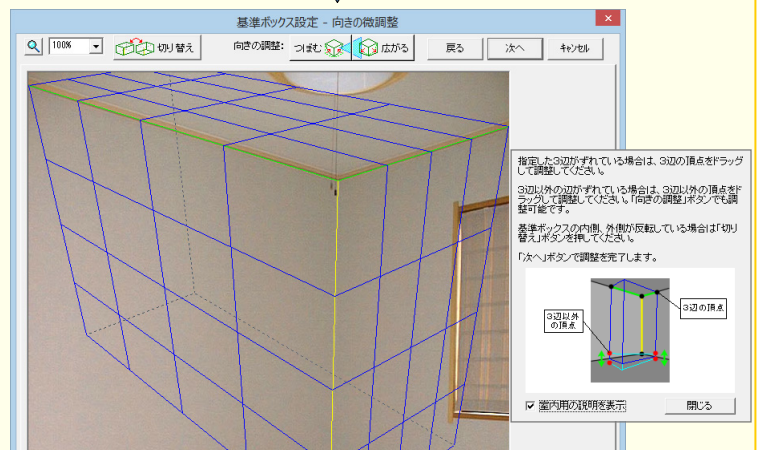 基準ボックス設定 - 向きの微調整
100%
切り替え
向きの調整:
つぼむ
広がる
戻る
次へ
キャンセル
指定した3辺がずれている場合は、3辺の頂点をドラッグ
して調整してください。
3辺以外の辺がずれている場合は、3辺以外の頂点をド
ラッグして調整してください。「向きの調整」ボタンでも調
整可能です。
基準ボックスの内側、外側が反転している場合は「切り
替え」ボタンを押してください。
「次へ」ボタンで調整を完了します。
3辺の頂点
3辺以外
の頂点
室内用の説明を表示
閉じる